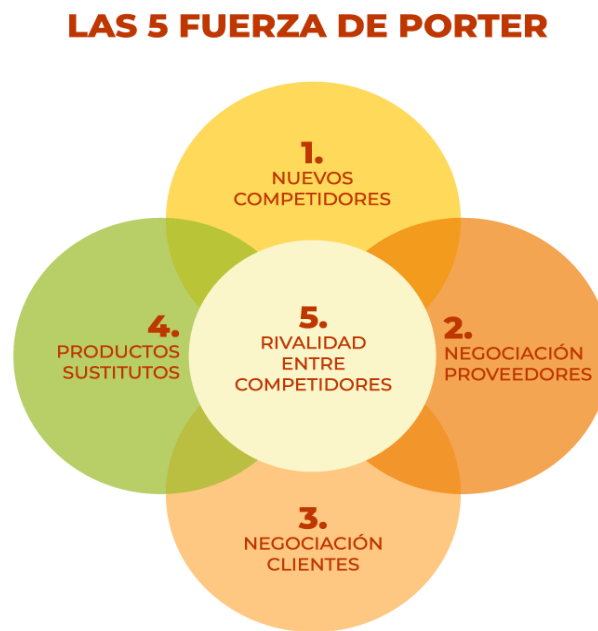 LAS 5 FUERZA DE PORTER
1.
NUEVOS
COMPETIDORES
2.
NEGOCIACIÓN
PROVEEDORES
3.
NEGOCIACIÓN
CLIENTES
4.
PRODUCTOS
SUSTITUTOS
5.
RIVALIDAD
ENTRE
COMPETIDORES